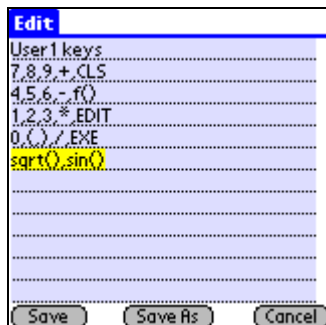 Edit
User1 keys
7,8,9,+,CLS
4,5,6,-,f()
1,2,3,*,EDIT
0,(,),/,EXE
sqrt(),sin()
Save Save As Cancel